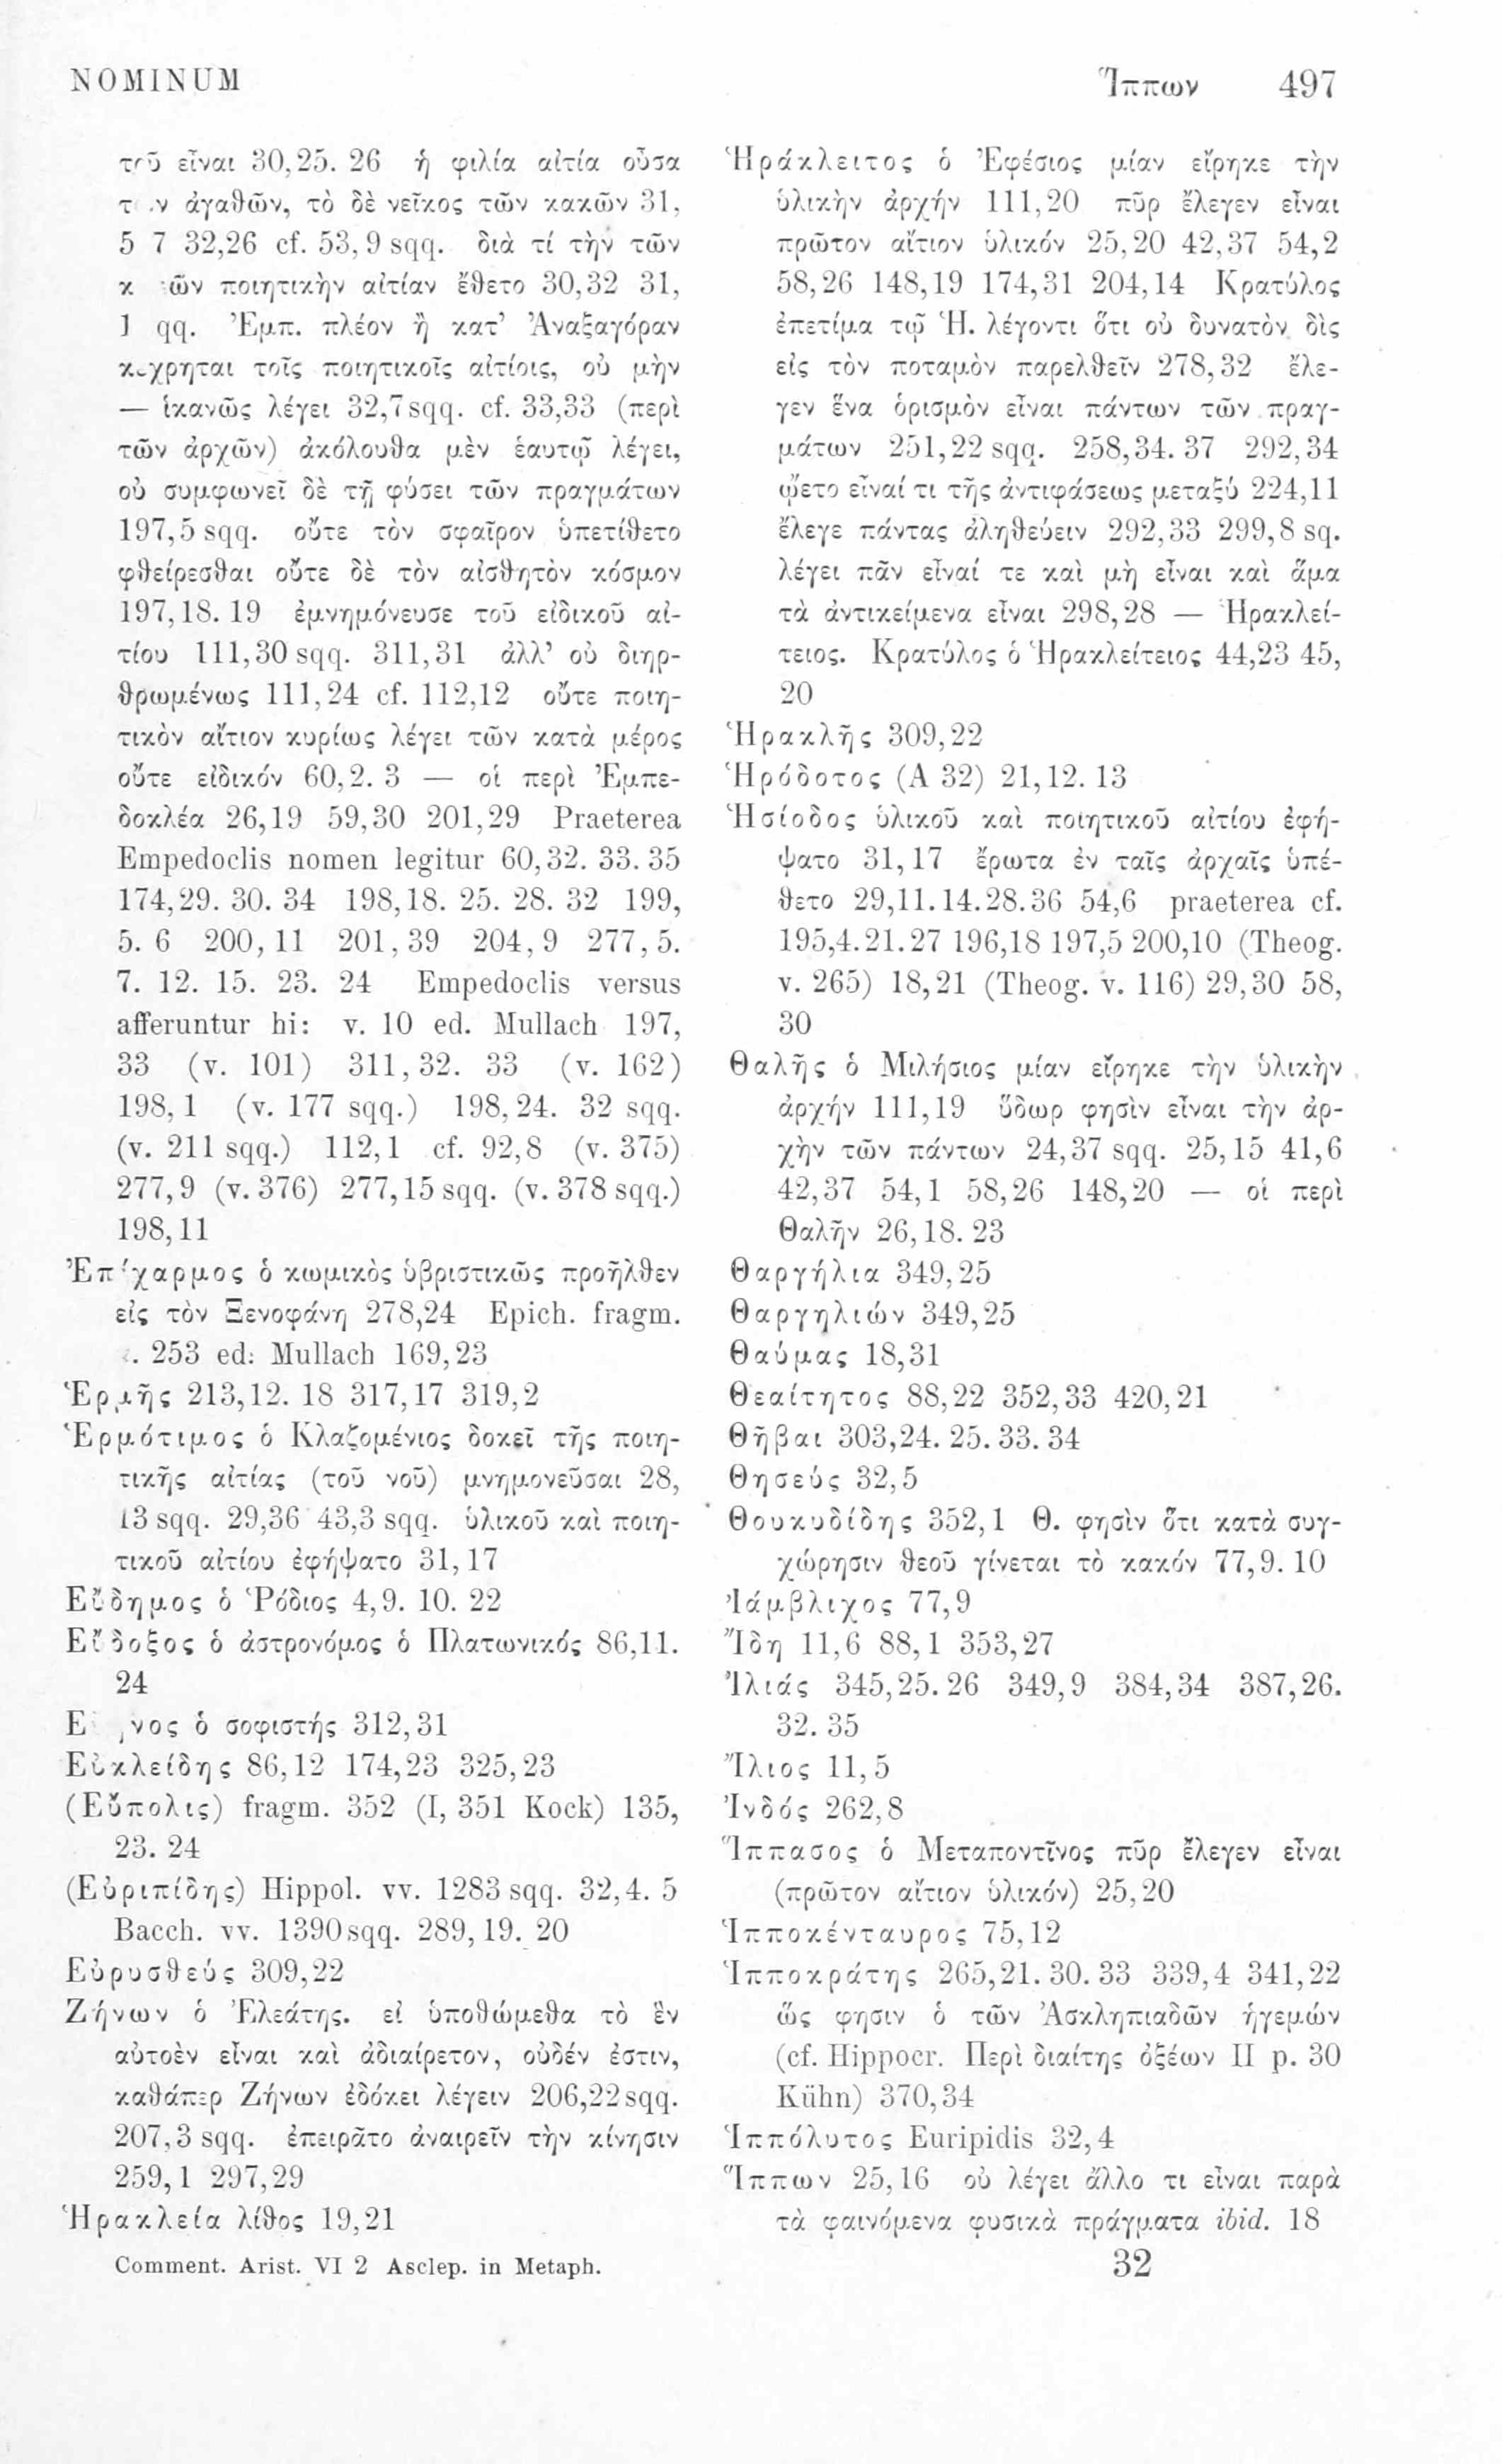 NOMINUM
Ἵππων 497
εἶναι 30,25. 26 ἡ φιλία αἰτία οὖσα
ἀγαθῶν, τὸ δὲ νεῖκος τῶν κακῶν 31,
5 7 32,26 cf. 53,9 sqq. διὰ τί τὴν τῶν
ποιητικὴν αἰτίαν ἔθετο 30,32 31,
Ἐμπ. πλέον ἢ κατ’ Ἀναξαγόραν
τοῖς ποιητικοῖς αἰτίοις, οὐ μὴν
— ἱκανῶς λέγει 32,7 sqq. cf. 33,33 (περὶ
τῶν ἀρχῶν) ἀκόλουθα μὲν ἑαυτῷ λέγει,
οὐ συμφωνεῖ δὲ τῇ φύσει τῶν πραγμάτων
197,5 sqq. οὔτε τὸν σφαῖρον ὑπετίθετο
φθείρεσθαι οὔτε δὲ τὸν αἰσθητὸν κόσμον
197,18. 19 ἐμνημόνευσε τοῦ εἰδικοῦ αἰ-
τίου 111,30 sqq. 311,31 ἀλλ’ οὐ διηρ-
θρωμένως 111,24 cf. 112,12 οὔτε ποιη-
τικὸν αἴτιον κυρίως λέγει τῶν κατὰ μέρος
οὔτε εἰδικόν 60,2. 3 — οἱ περὶ Ἐμπε-
δοκλέα 26,19 59,30 201,29 Praeterea
Empedoclis nomen legitur 60,32. 33. 35
174,29. 30. 34 198,18. 25. 28. 32 199,
5. 6 200,11 201,39 204,9 277,5.
7. 12. 15. 23. 24 Empedoclis versus
afferuntur hi: v. 10 ed. Mullach 197,
33 (v. 101) 311,32. 33 (v. 162)
198,1 (v. 177 sqq.) 198,24. 32 sqq.
(v. 211 sqq.) 112,1 cf. 92,8 (v. 375)
277,9 (v. 376) 277,15 sqq. (v. 378 sqq.)
198,11
Ἐπίχαρμος ὁ κωμικὸς ὑβριστικῶς προῆλθεν
εἰς τὸν Ξενοφάνη 278,24 Epich. fragm.
253 ed. Mullach 169,23
Ἑρμῆς 213,12. 18 317,17 319,2
Ἑρμότιμος ὁ Κλαζομένιος δοκεῖ τῆς ποιη-
τικῆς αἰτίας (τοῦ νοῦ) μνημονεῦσαι 28,
13 sqq. 29,36 43,3 sqq. ὑλικοῦ καὶ ποιη-
τικοῦ αἰτίου ἐφήψατο 31,17
Εὔδημος ὁ Ῥόδιος 4,9. 10. 22
Εὔδοξος ὁ ἀστρονόμος ὁ Πλατωνικός 86,11.
24
ὁ σοφιστής 312,31
Εὐκλείδης 86,12 174,23 325,23
(Εὔπολις) fragm. 352 (I, 351 Kock) 135,
23. 24
(Εὐριπίδης) Hippol. vv. 1283 sqq. 32,4. 5
Bacch. vv. 1390 sqq. 289,19. 20
Εὐρυσθεύς 309,22
Ζήνων ὁ Ἐλεάτης. εἰ ὑποθώμεθα τὸ ἓν
αὐτοὲν εἶναι καὶ ἀδιαίρετον, οὐδέν ἐστιν,
καθάπερ Ζήνων ἐδόκει λέγειν 206,22 sqq.
207,3 sqq. ἐπειρᾶτο ἀναιρεῖν τὴν κίνησιν
259,1 297,29
Ἡρακλεία λίθος 19,21
Ἡράκλειτος ὁ Ἐφέσιος μίαν εἴρηκε τὴν
ὑλικὴν ἀρχήν 111,20 πῦρ ἔλεγεν εἶναι
πρῶτον αἴτιον ὑλικόν 25,20 42,37 54,2
58,26 148,19 174,31 204,14 Κρατύλος
ἐπετίμα τῷ Ἡ. λέγοντι ὅτι οὐ δυνατὸν δὶς
εἰς τὸν ποταμὸν παρελθεῖν 278,32 ἔλε-
γεν ἕνα ὁρισμὸν εἶναι πάντων τῶν πραγ-
μάτων 251,22 sqq. 258,34. 37 292,34
ᾤετο εἶναί τι τῆς ἀντιφάσεως μεταξύ 224,11
ἔλεγε πάντας ἀληθεύειν 292,33 299,8 sq.
λέγει πᾶν εἶναί τε καὶ μὴ εἶναι καὶ ἅμα
τὰ ἀντικείμενα εἶναι 298,28 — Ἡρακλεί-
τειος. Κρατύλος ὁ Ἡρακλείτειος 44,23 45,
20
Ἡρακλῆς 309,22
Ἡρόδοτος (A 32) 21,12. 13
Ἡσίοδος ὑλικοῦ καὶ ποιητικοῦ αἰτίου ἐφή-
ψατο 31,17 ἔρωτα ἐν ταῖς ἀρχαῖς ὑπέ-
θετο 29,11. 14. 28. 36 54,6 praeterea cf.
195,4. 21. 27 196,18 197,5 200,10 (Theog.
v. 265) 18,21 (Theog. v. 116) 29,30 58,
30
Θαλῆς ὁ Μιλήσιος μίαν εἴρηκε τὴν ὑλικὴν
ἀρχήν 111,19 ὕδωρ φησὶν εἶναι τὴν ἀρ-
χὴν τῶν πάντων 24,37 sqq. 25,15 41,6
42,37 54,1 58,26 148,20 — οἱ περὶ
Θαλῆν 26,18. 23
Θαργήλια 349,25
Θαργηλιών 349,25
Θαύμας 18,31
Θεαίτητος 88,22 352,33 420,21
Θῆβαι 303,24. 25. 33. 34
Θησεύς 32,5
Θουκυδίδης 352,1 Θ. φησὶν ὅτι κατὰ συγ-
χώρησιν θεοῦ γίνεται τὸ κακόν 77,9. 10
Ἰάμβλιχος 77,9
Ἴδη 11,6 88,1 353,27
Ἰλιάς 345,25. 26 349,9 384,34 387,26.
32. 35
Ἴλιος 11,5
Ἰνδός 262,8
Ἵππασος ὁ Μεταποντῖνος πῦρ ἔλεγεν εἶναι
(πρῶτον αἴτιον ὑλικόν) 25,20
Ἱπποκένταυρος 75,12
Ἱπποκράτης 265,21. 30. 33 339,4 341,22
ὥς φησιν ὁ τῶν Ἀσκληπιαδῶν ἡγεμών
(cf. Hippocr. Περὶ διαίτης ὀξέων II p. 30
Kühn) 370,34
Ἱππόλυτος Euripidis 32,4
Ἵππων 25,16 οὐ λέγει ἄλλο τι εἶναι παρὰ
τὰ φαινόμενα φυσικὰ πράγματα ibid. 18
Comment. Arist. VI 2 Asclep. in Metaph.
32